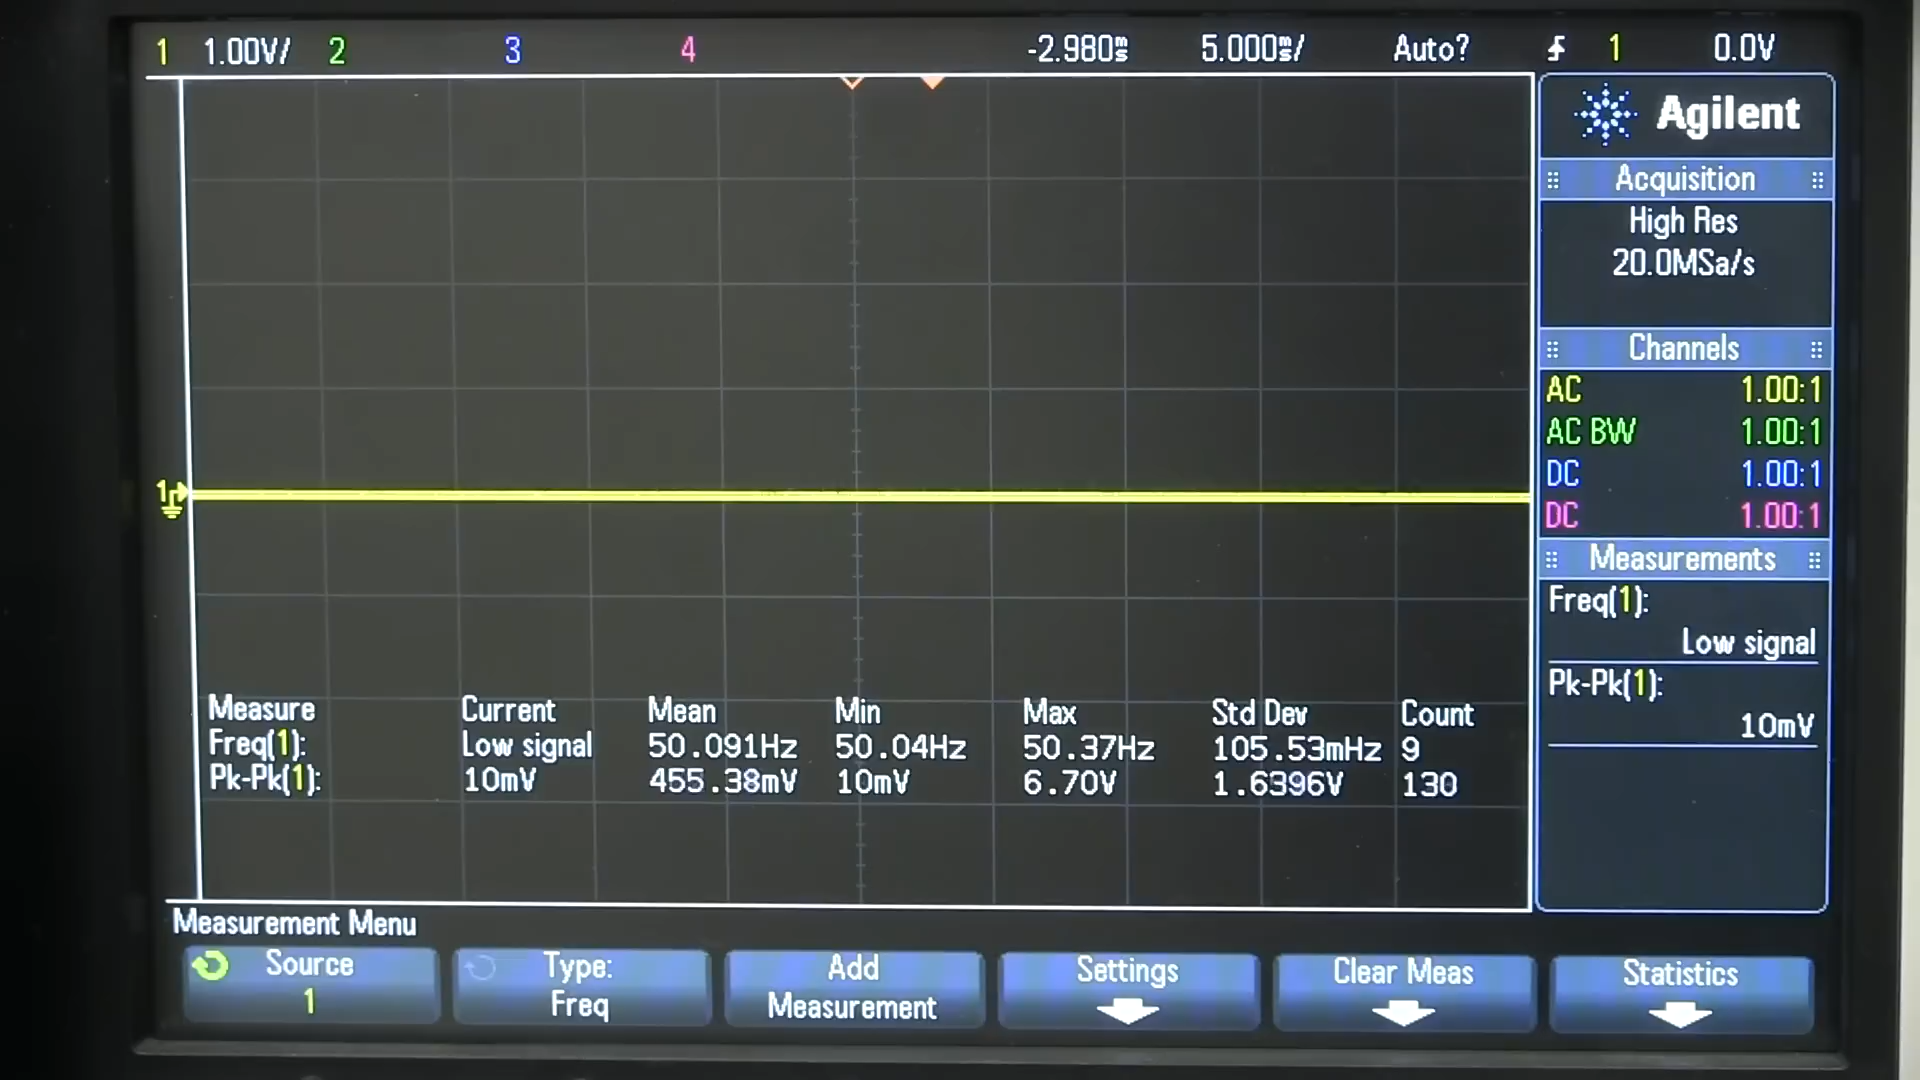 1 1.00V/ 2 3 4 -2.980ms 5.000ms/ Auto? 1 0.0V
Agilent
Acquisition
High Res
20.0MSa/s
Channels
AC 1.00:1
AC BW 1.00:1
DC 1.00:1
DC 1.00:1
Measurements
Freq(1):
Low signal
Pk-Pk(1):
10mV
1
Measure Current Mean Min Max Std Dev Count
Freq(1): Low signal 50.091Hz 50.04Hz 50.37Hz 105.53mHz 9
Pk-Pk(1): 10mV 455.38mV 10mV 6.70V 1.6396V 130
Measurement Menu
Source
1
Type:
Freq
Add
Measurement
Settings
Clear Meas
Statistics